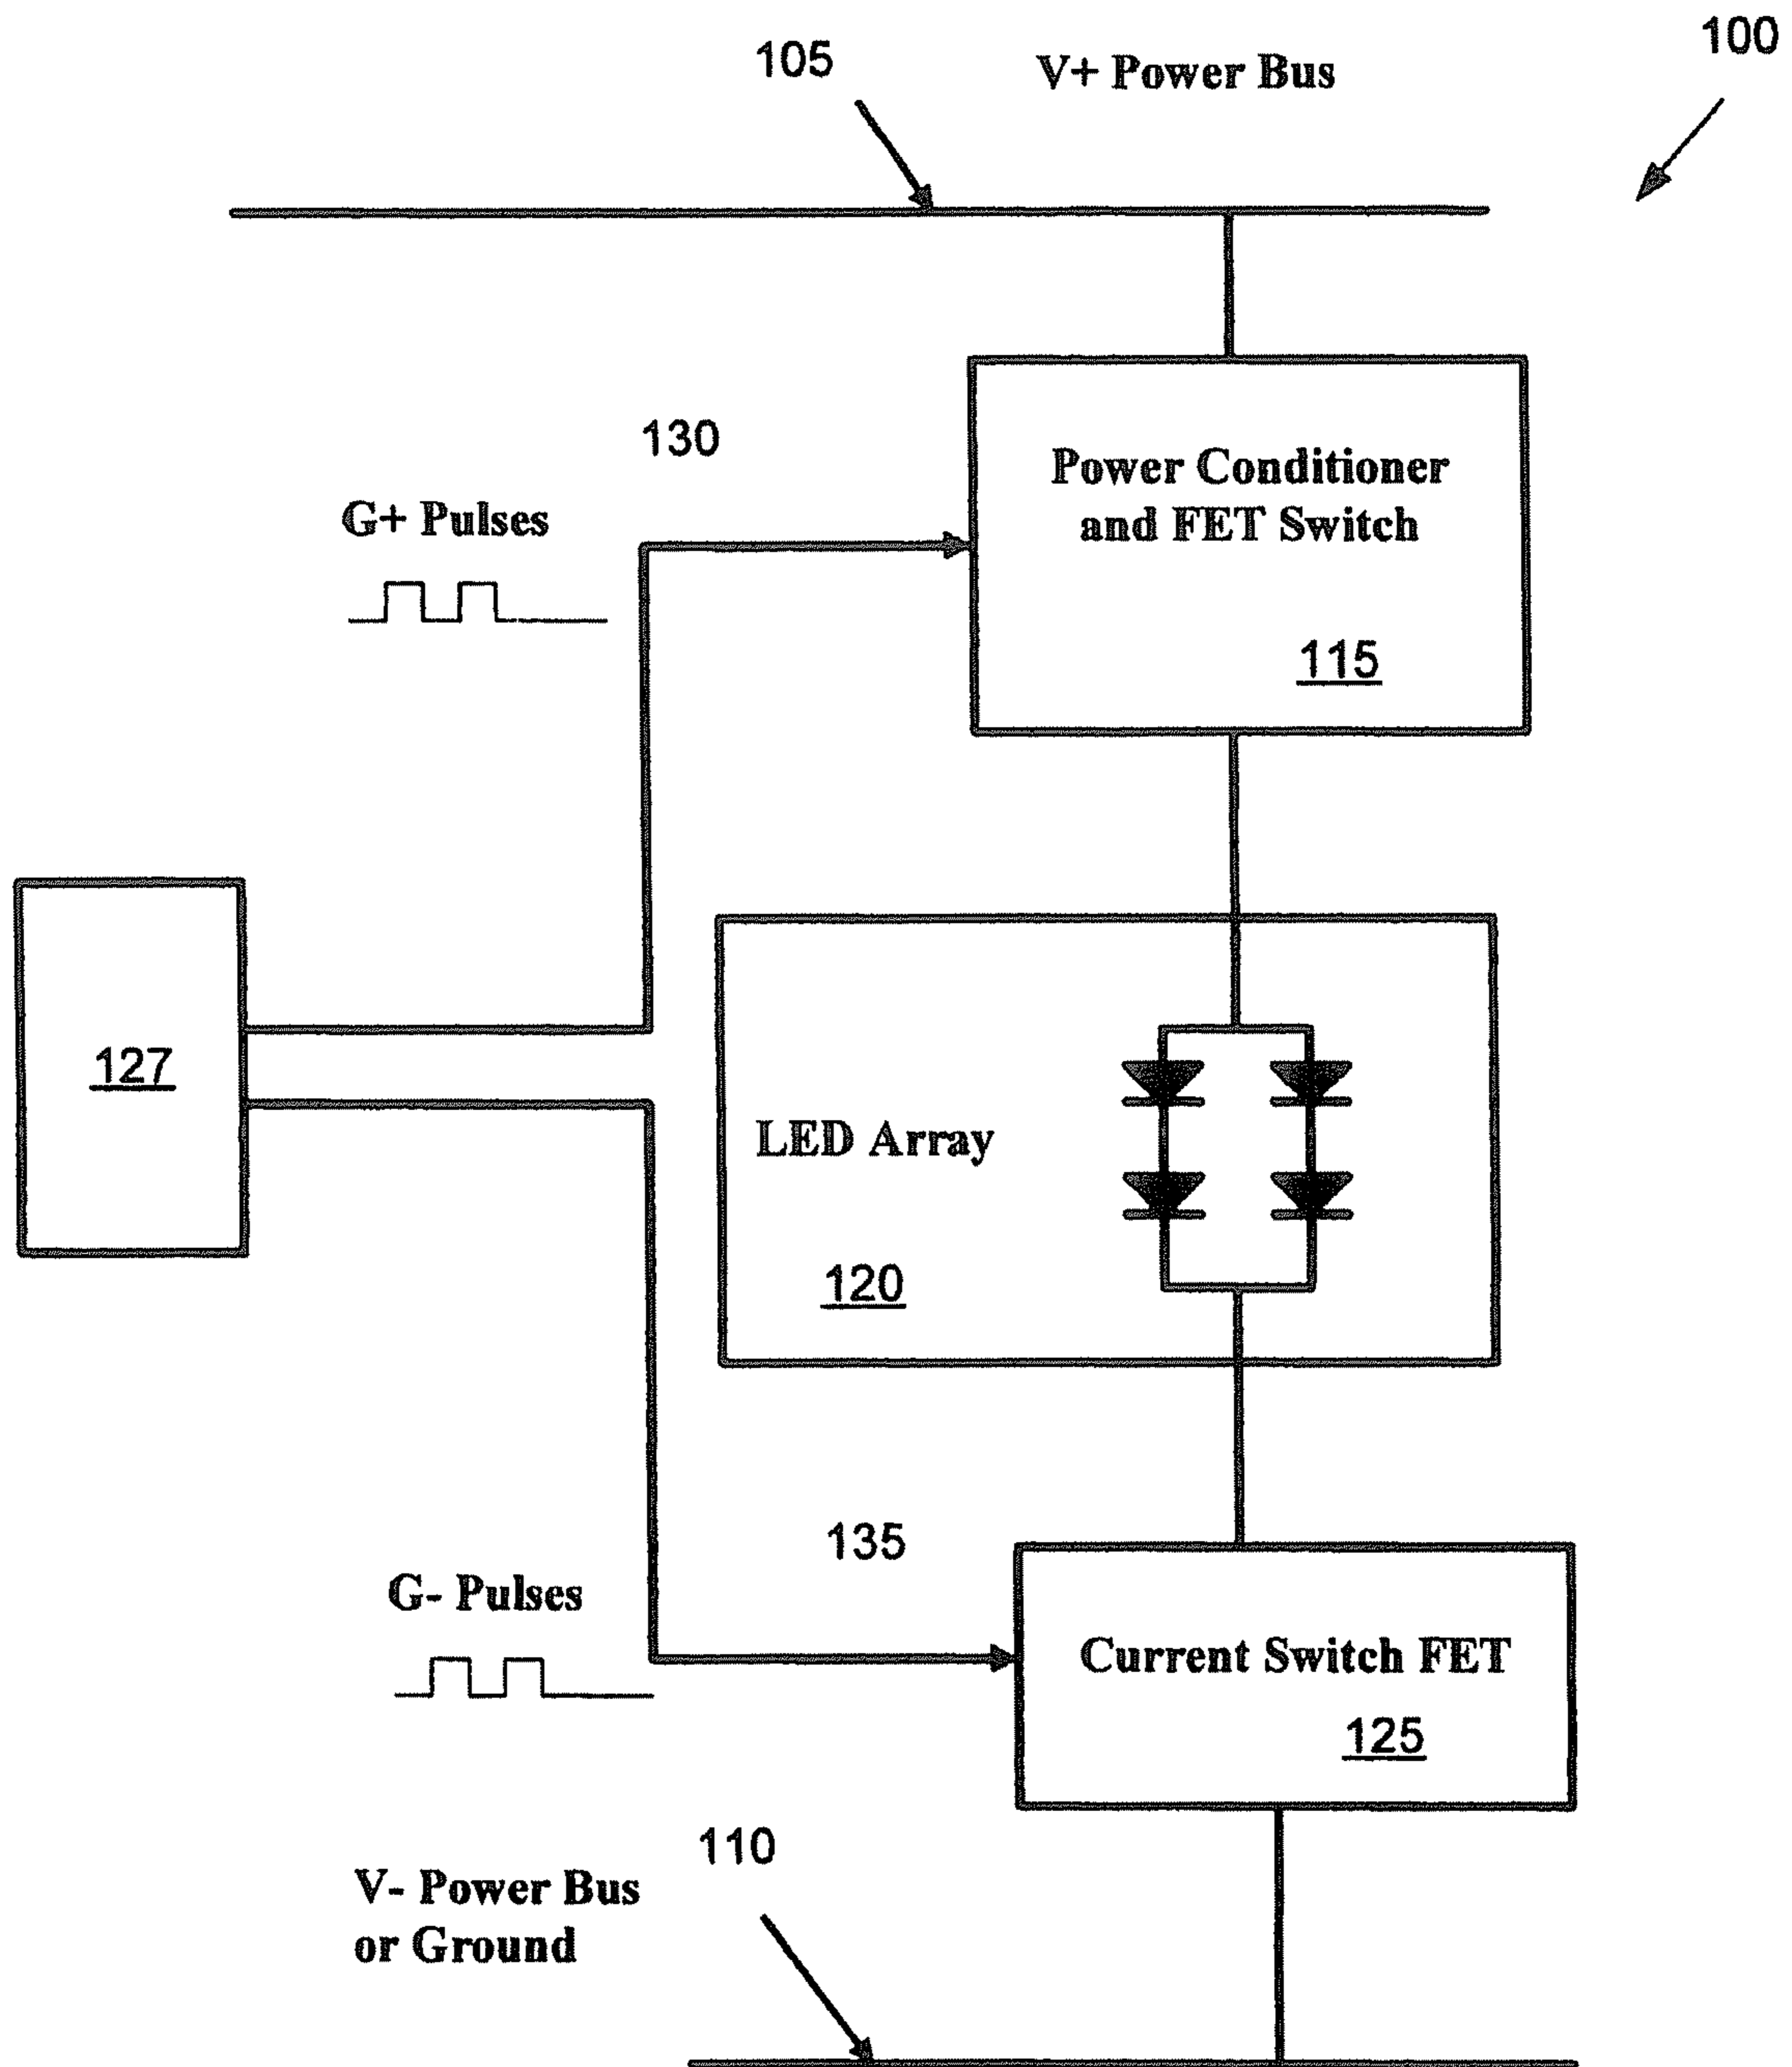 100
105
V+ Power Bus
130
G+ Pulses
Power Conditioner
and FET Switch
115
127
LED Array
120
135
G- Pulses
Current Switch FET
125
110
V- Power Bus
or Ground